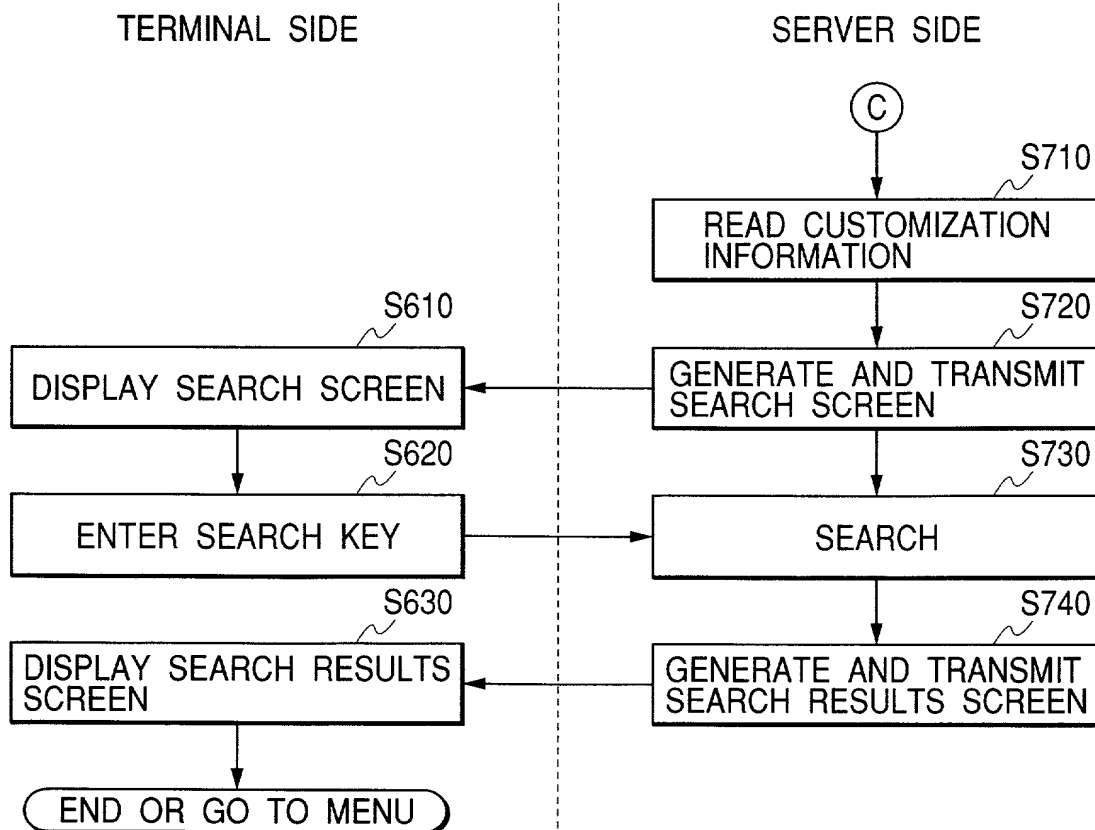 TERMINAL SIDE
SERVER SIDE
C
S710
READ CUSTOMIZATION
INFORMATION
S610
S720
DISPLAY SEARCH SCREEN
GENERATE AND TRANSMIT
SEARCH SCREEN
S620
S730
ENTER SEARCH KEY
SEARCH
S630
S740
DISPLAY SEARCH RESULTS
SCREEN
GENERATE AND TRANSMIT
SEARCH RESULTS SCREEN
END OR GO TO MENU